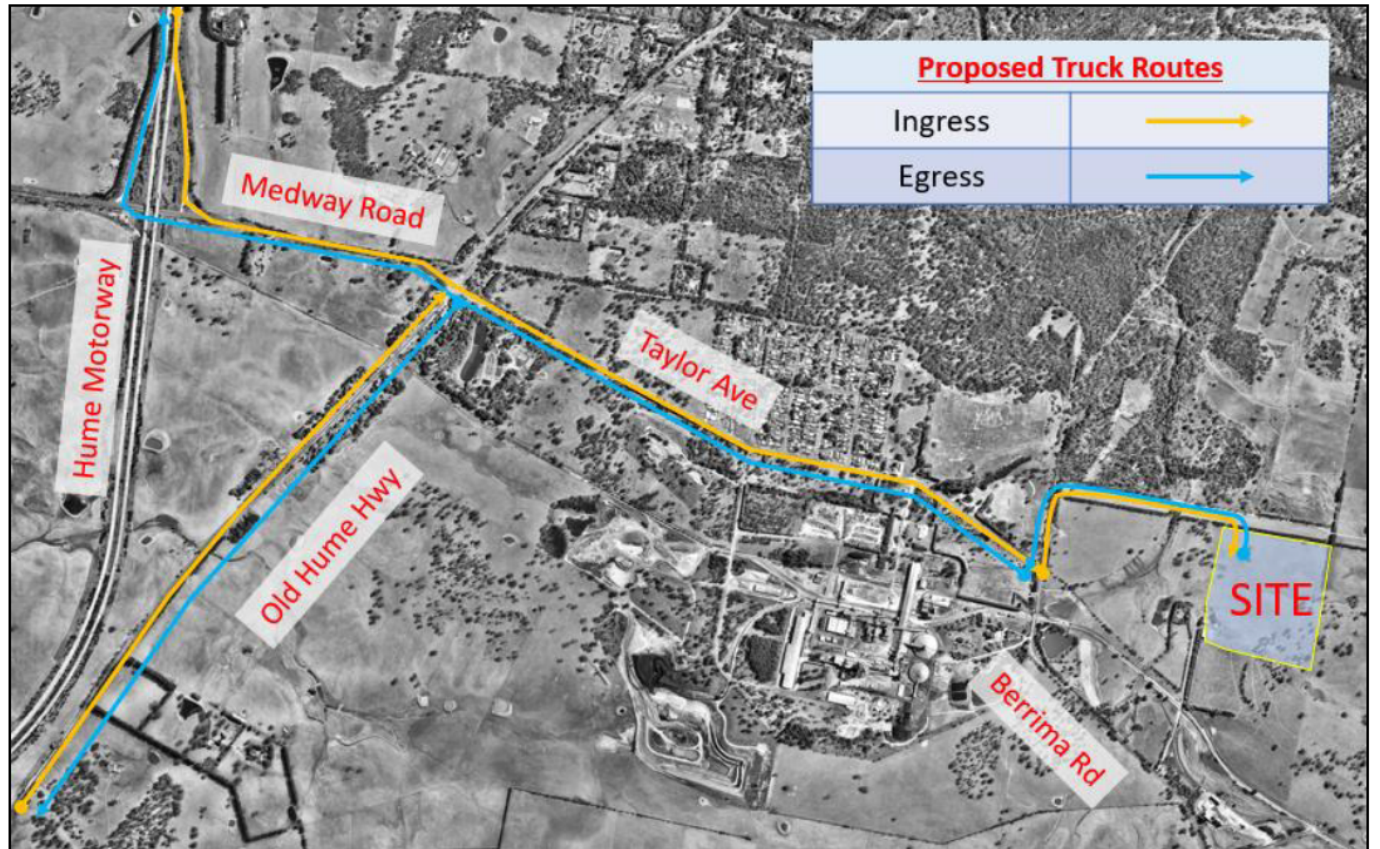 Proposed Truck Routes
Ingress
Egress
Medway Road
Hume Motorway
Taylor Ave
Old Hume Hwy
SITE
Berrima Rd